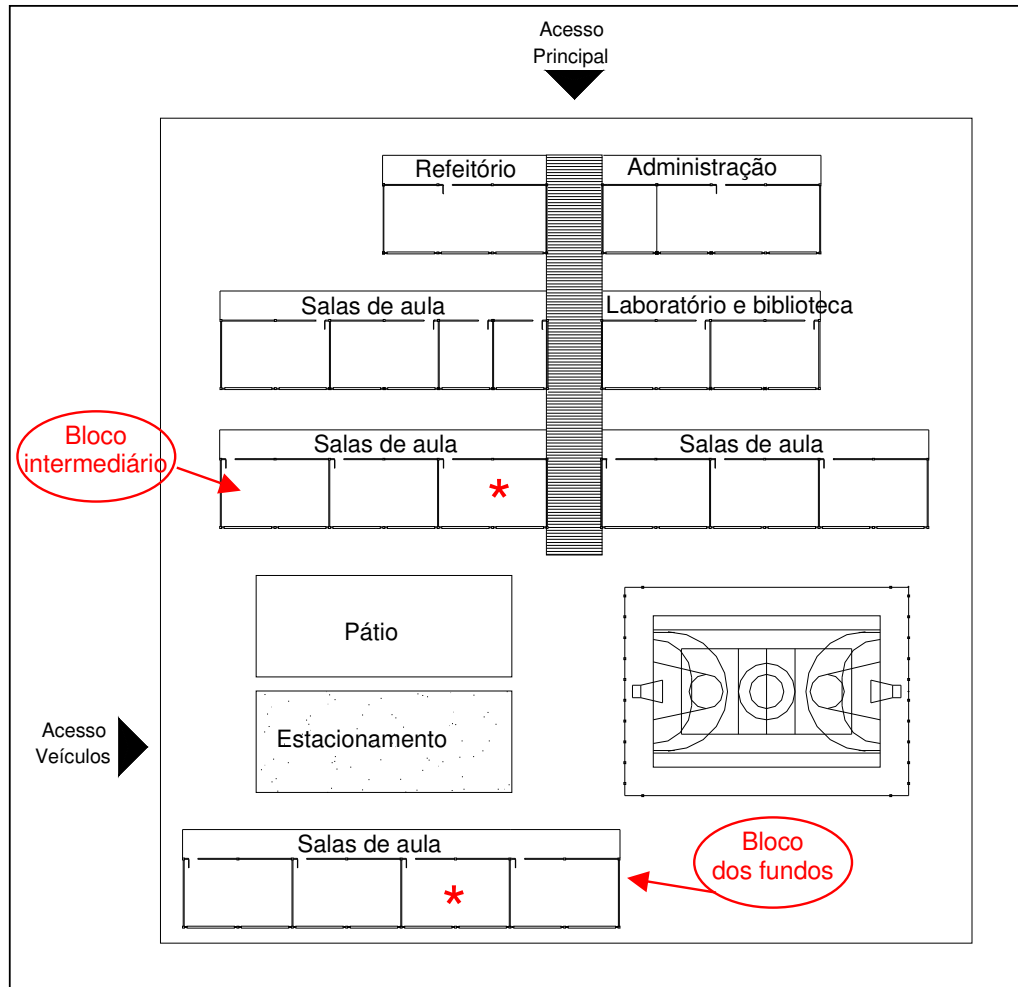 Acesso
Principal
Refeitório
Administração
Salas de aula
Laboratório e biblioteca
Bloco
intermediário
Salas de aula
Salas de aula
*
Pátio
Estacionamento
Acesso
Veículos
Salas de aula
Bloco
dos fundos
*